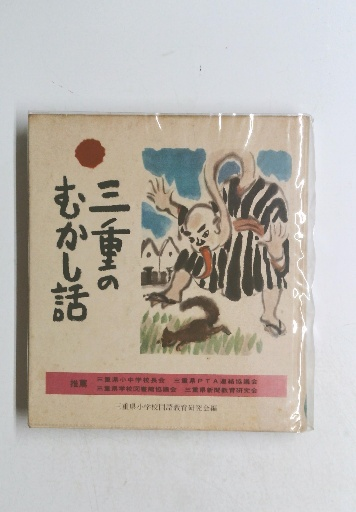 三重の
むかし話
推薦
三重県小中学校長会 三重県PTA連絡協議会
三重県学校図書館協議会 三重県新聞教育研究会
三重県小学校国語教育研究会編